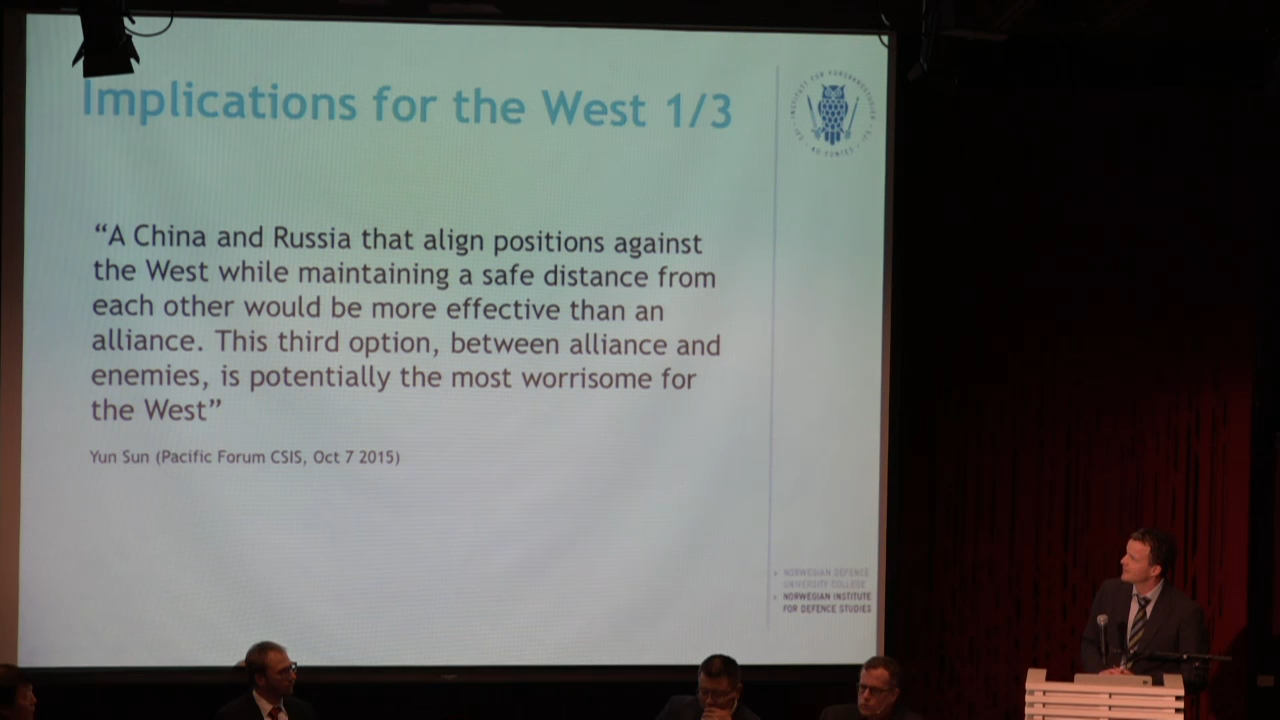 Implications for the West 1/3
INSTITUTT FOR FORSVARSSTUDIER
“A China and Russia that align positions against
the West while maintaining a safe distance from
each other would be more effective than an
alliance. This third option, between alliance and
enemies, is potentially the most worrisome for
the West”
Yun Sun (Pacific Forum CSIS, Oct 7 2015)
NORWEGIAN DEFENCE
UNIVERSITY COLLEGE
NORWEGIAN INSTITUTE
FOR DEFENCE STUDIES